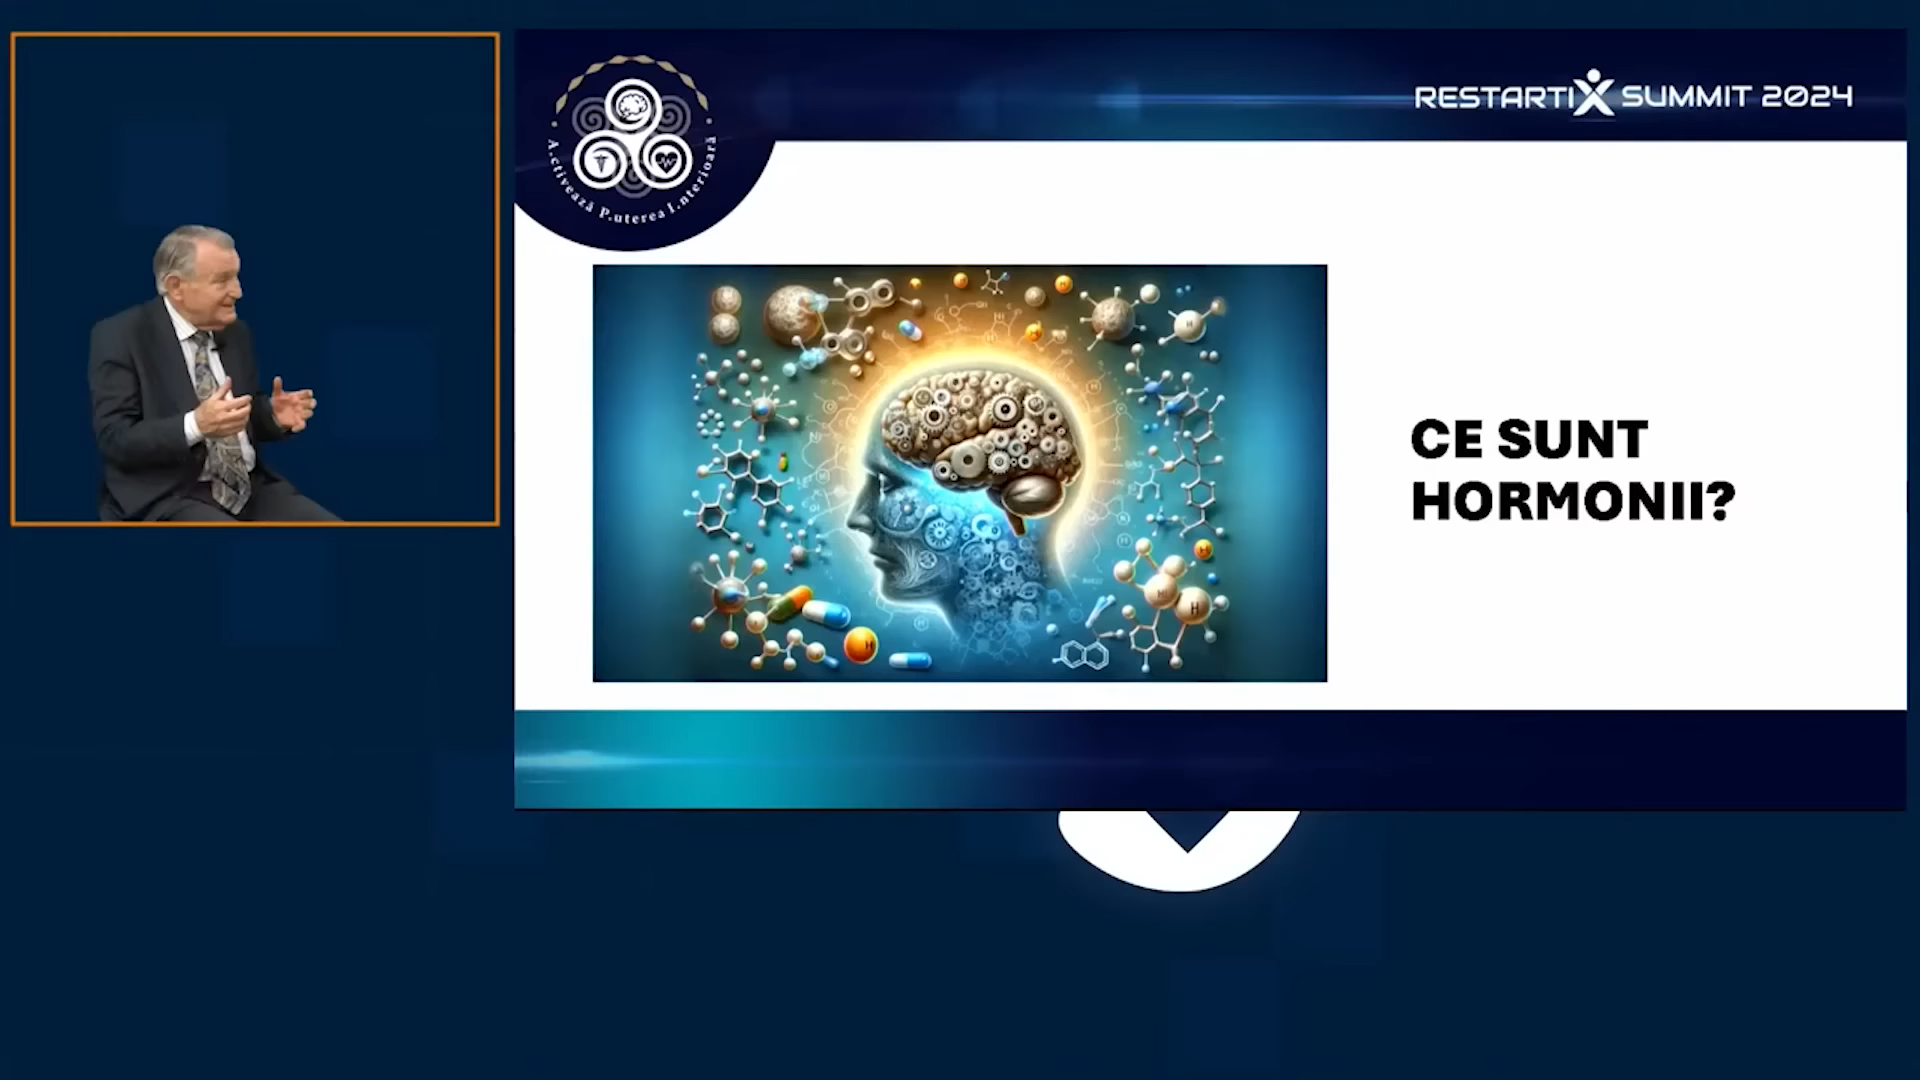 A.ctivează P.uterea I.nterioară
RESTARTIX SUMMIT 2024
CE SUNT
HORMONII?
H
H
H